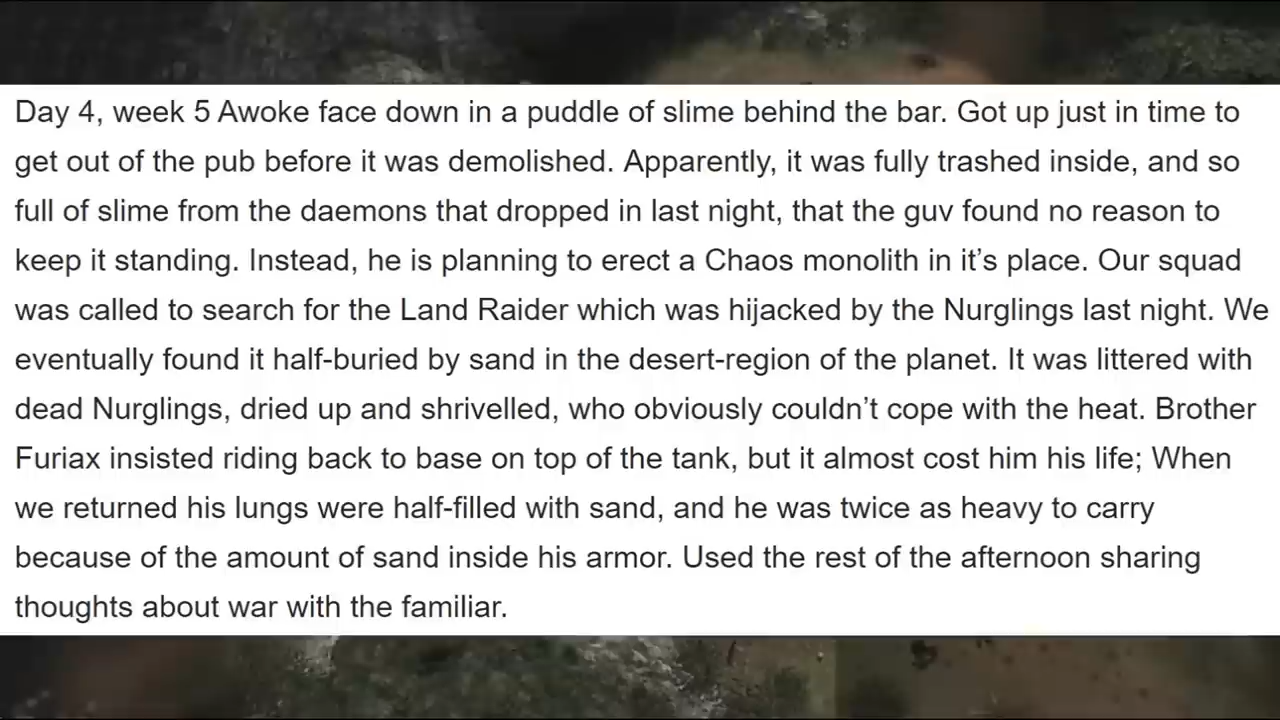 Day 4, week 5 Awoke face down in a puddle of slime behind the bar. Got up just in time to
get out of the pub before it was demolished. Apparently, it was fully trashed inside, and so
full of slime from the daemons that dropped in last night, that the guv found no reason to
keep it standing. Instead, he is planning to erect a Chaos monolith in it’s place. Our squad
was called to search for the Land Raider which was hijacked by the Nurglings last night. We
eventually found it half-buried by sand in the desert-region of the planet. It was littered with
dead Nurglings, dried up and shrivelled, who obviously couldn’t cope with the heat. Brother
Furiax insisted riding back to base on top of the tank, but it almost cost him his life; When
we returned his lungs were half-filled with sand, and he was twice as heavy to carry
because of the amount of sand inside his armor. Used the rest of the afternoon sharing
thoughts about war with the familiar.